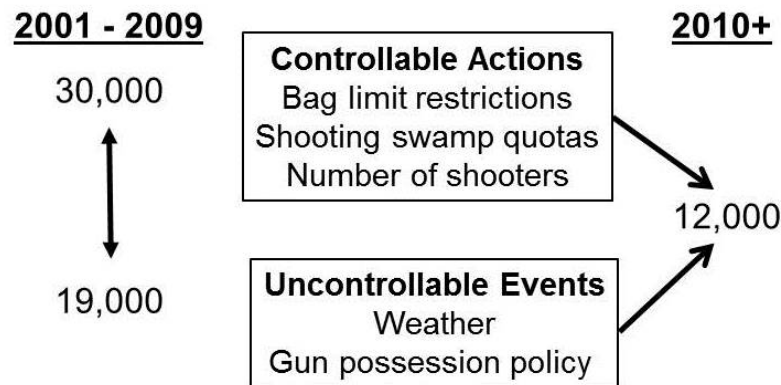 2001 - 2009
30,000
19,000
Controllable Actions
Bag limit restrictions
Shooting swamp quotas
Number of shooters
Uncontrollable Events
Weather
Gun possession policy
2010+
12,000